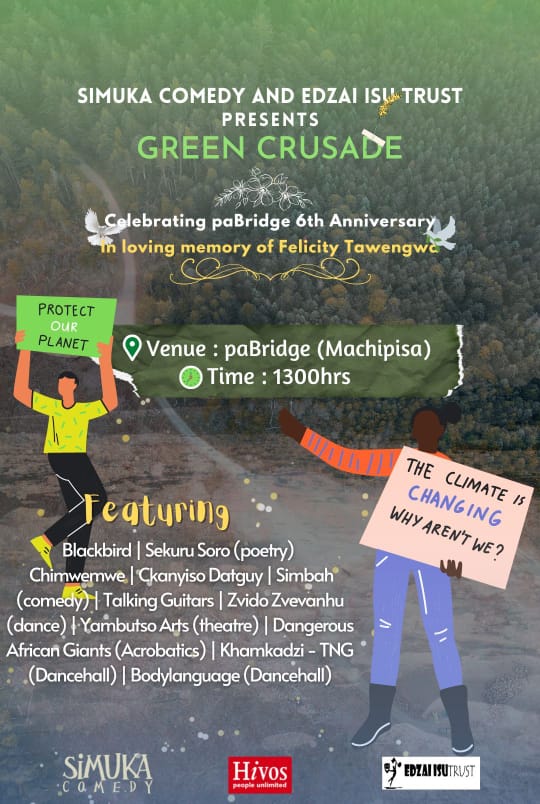 SIMUKA COMEDY AND EDZAI ISU TRUST
PRESENTS
GREEN CRUSADE
Celebrating paBridge 6th Anniversary
In loving memory of Felicity Tawengwa
PROTECT
OUR
PLANET
Venue : paBridge (Machipisa)
Time : 1300hrs
THE CLIMATE IS
CHANGING
WHY AREN'T WE?
Featuring
Blackbird | Sekuru Soro (poetry)
Chimwemwe | Ckanyiso Datguy | Simbah
(comedy) | Talking Guitars | Zvido Zvevanhu
(dance) | Yambutso Arts (theatre) | Dangerous
African Giants (Acrobatics) | Khamkadzi - TNG
(Dancehall) | Bodylanguage (Dancehall)
SiMUKA
COMEDY
Hivos
people unlimited
EDZAI ISU TRUST